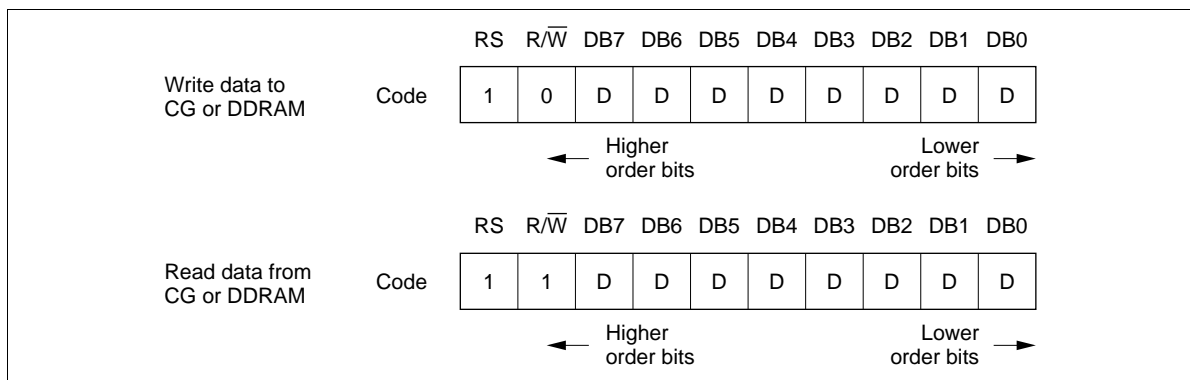 RS R/W̅ DB7 DB6 DB5 DB4 DB3 DB2 DB1 DB0
Write data to
CG or DDRAM
Code 1 0 D D D D D D D D
Higher
order bits
Lower
order bits
RS R/W̅ DB7 DB6 DB5 DB4 DB3 DB2 DB1 DB0
Read data from
CG or DDRAM
Code 1 1 D D D D D D D D
Higher
order bits
Lower
order bits